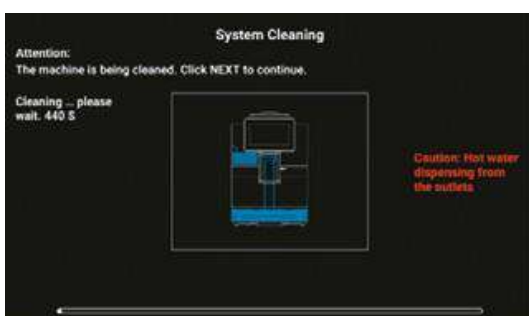 System Cleaning
Attention:
The machine is being cleaned. Click NEXT to continue.
Cleaning ... please
wait. 440 S
Caution: Hot water
dispensing from
the outlets